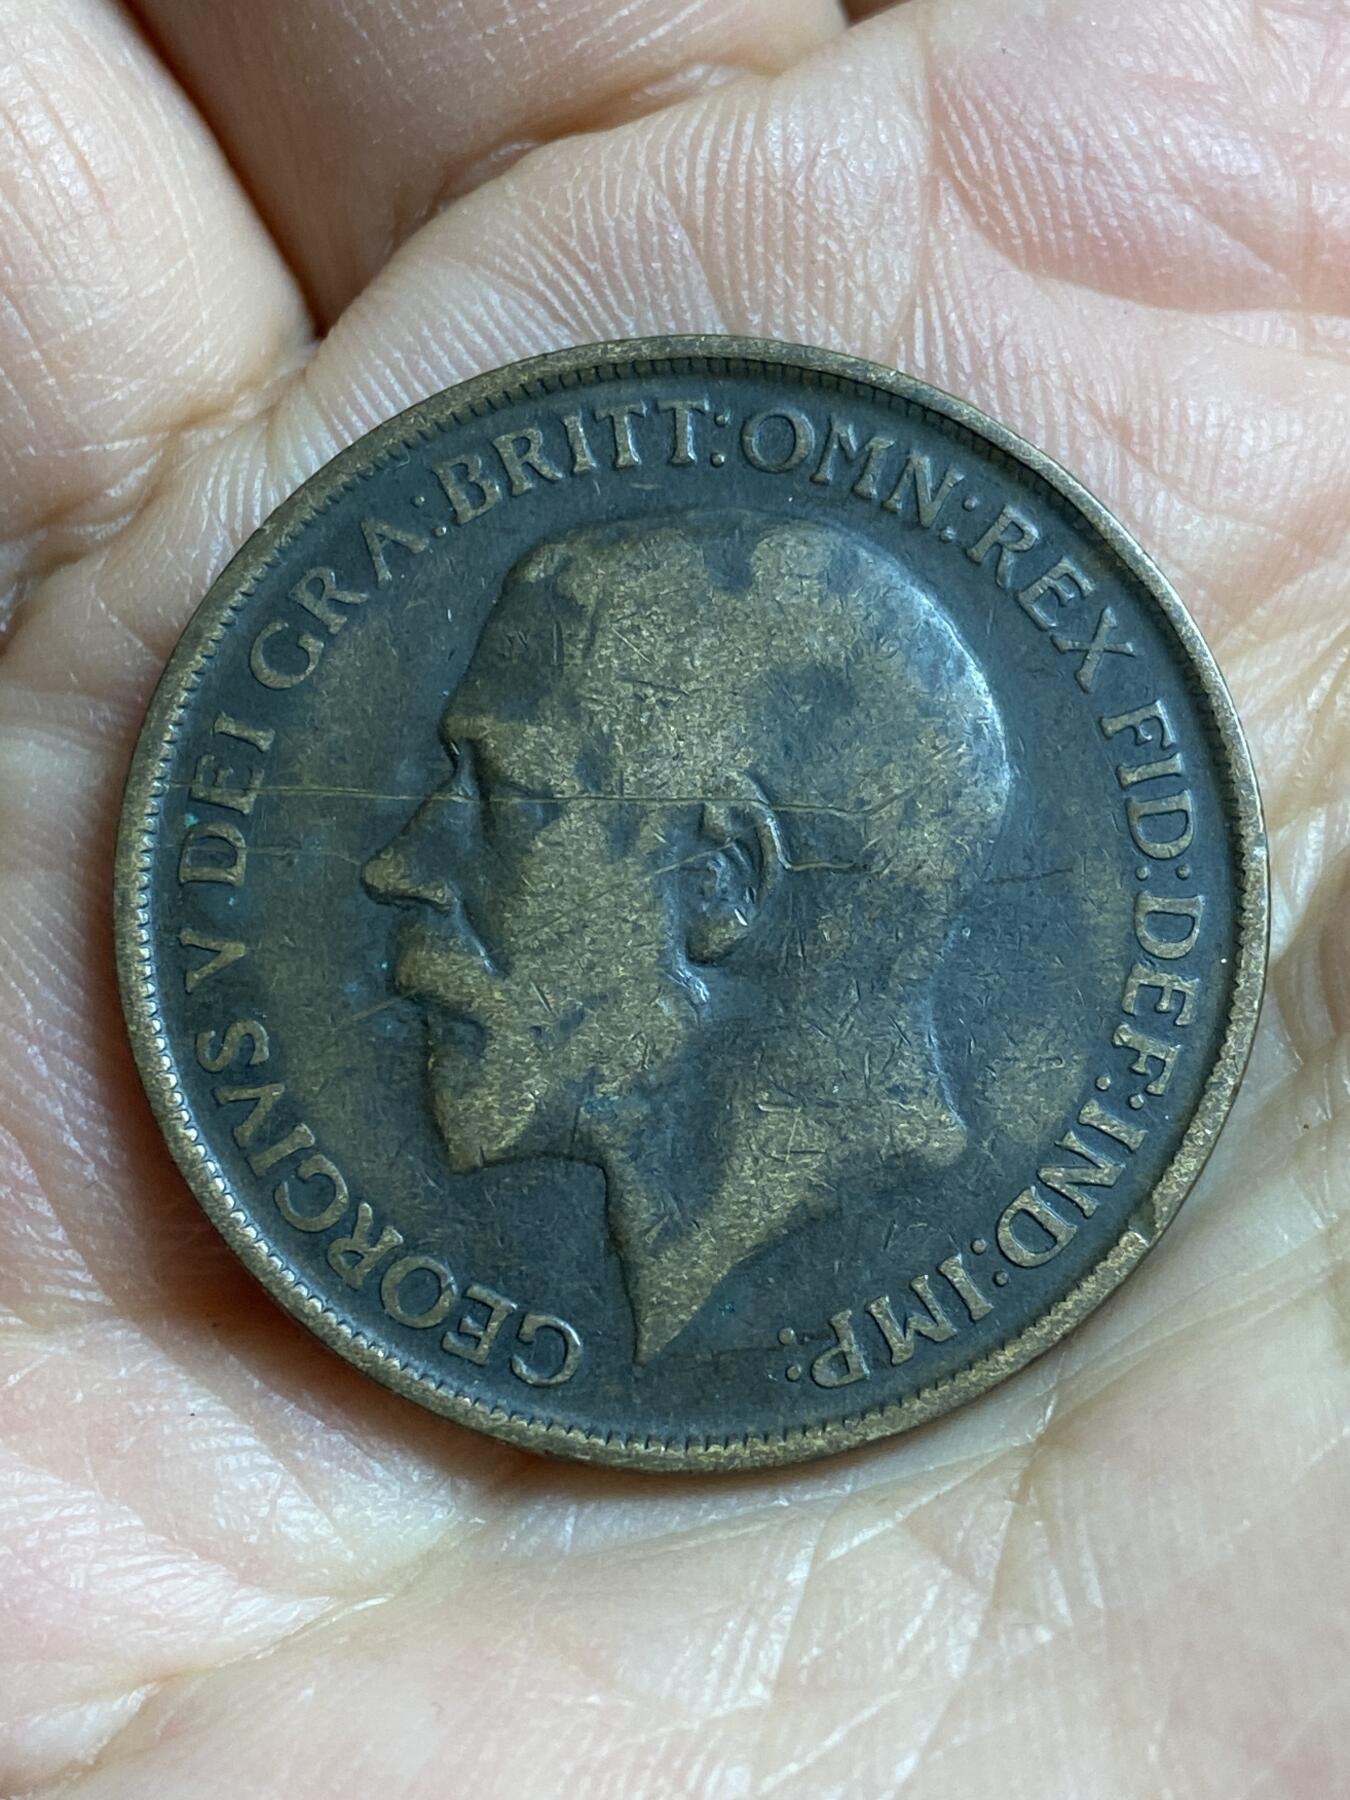 GEORGIVS V DEI GRA: BRITT: OMN: REX FID: DEF: IND: IMP: